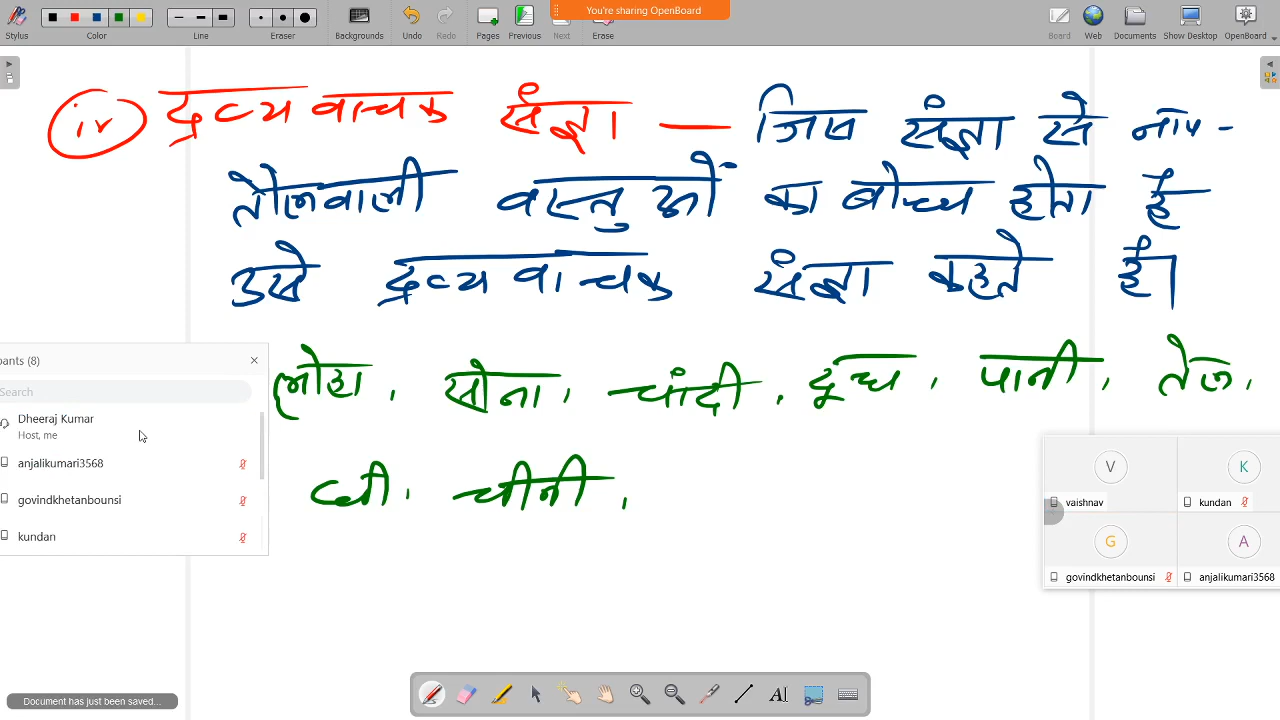 You're sharing OpenBoard
Stylus Color Line Eraser Backgrounds Undo Redo Pages Previous Next Erase Board Web Documents Show Desktop OpenBoard
iv द्रव्य वाचक संज्ञा — जिस संज्ञा से नाप -
तौलवाली वस्तुओं का बोध होता है
उसे द्रव्य वाचक संज्ञा कहते हैं।
लोहा, सोना, चांदी, दूध, पानी, तेल,
घी, चीनी,
pants (8)
Search
Dheeraj Kumar
Host, me
anjalikumari3568
govindkhetanbounsi
kundan
V K
vaishnav kundan
G A
govindkhetanbounsi anjalikumari3568
Document has just been saved...